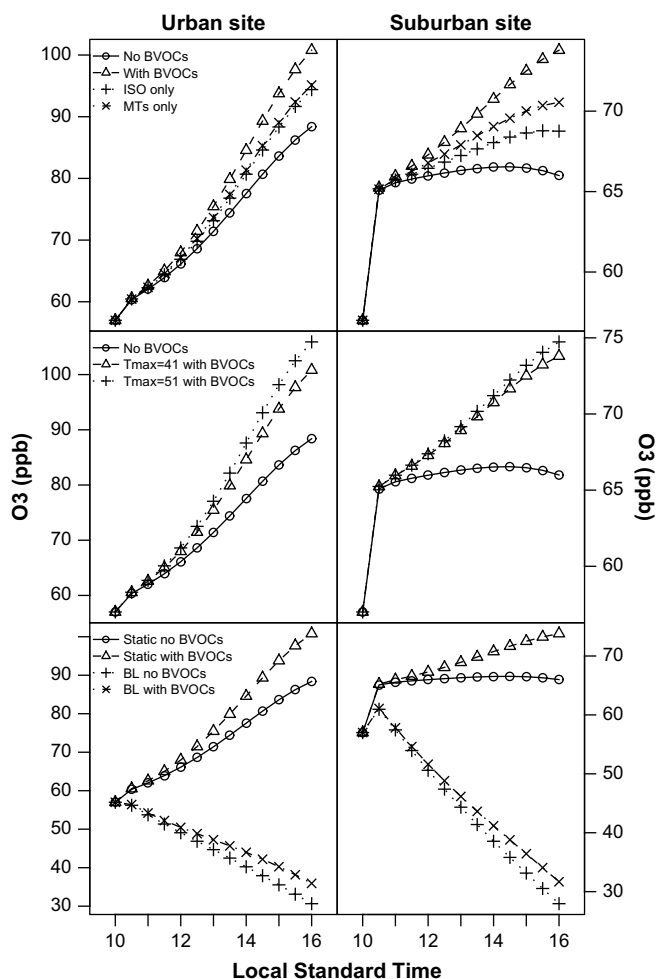 Urban site
Suburban site
No BVOCs
With BVOCs
ISO only
MTs only
100
90
80
70
60
70
65
60
No BVOCs
Tmax=41 with BVOCs
Tmax=51 with BVOCs
100
90
80
70
60
75
70
65
60
O3 (ppb)
O3 (ppb)
Static no BVOCs
Static with BVOCs
BL no BVOCs
BL with BVOCs
90
80
70
60
50
40
30
70
60
50
40
30
10
12
14
16
10
12
14
16
Local Standard Time